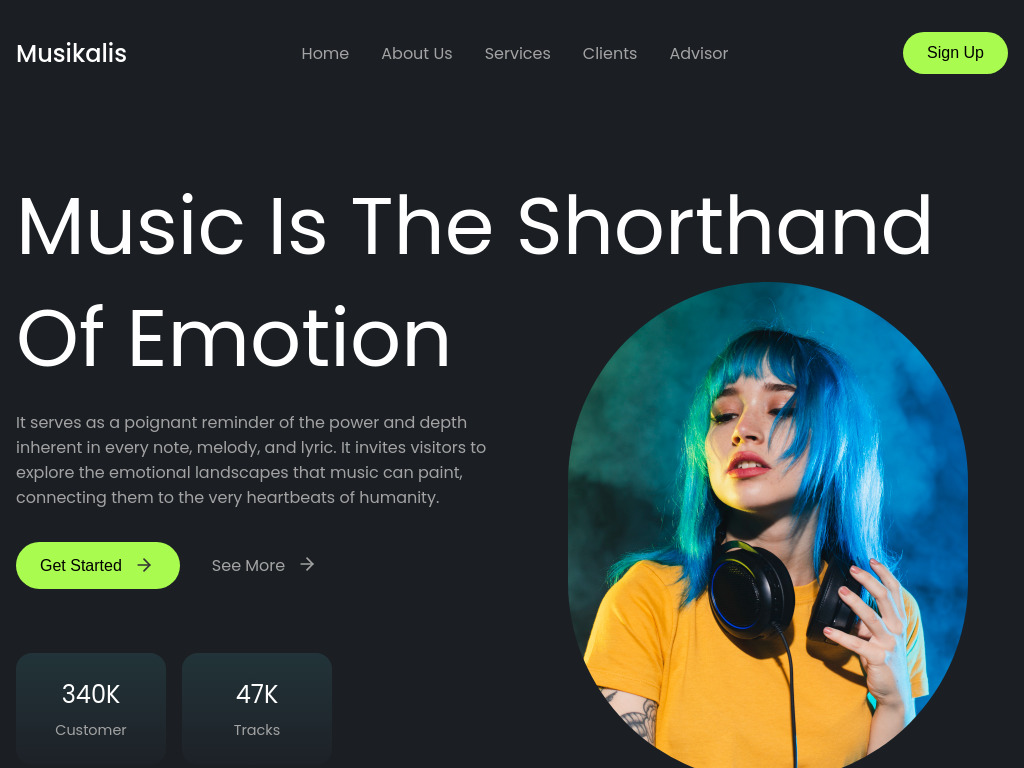 Musikalis
Home
About Us
Services
Clients
Advisor
Sign Up
Music Is The Shorthand
Of Emotion
It serves as a poignant reminder of the power and depth
inherent in every note, melody, and lyric. It invites visitors to
explore the emotional landscapes that music can paint,
connecting them to the very heartbeats of humanity.
Get Started
See More
340K
Customer
47K
Tracks